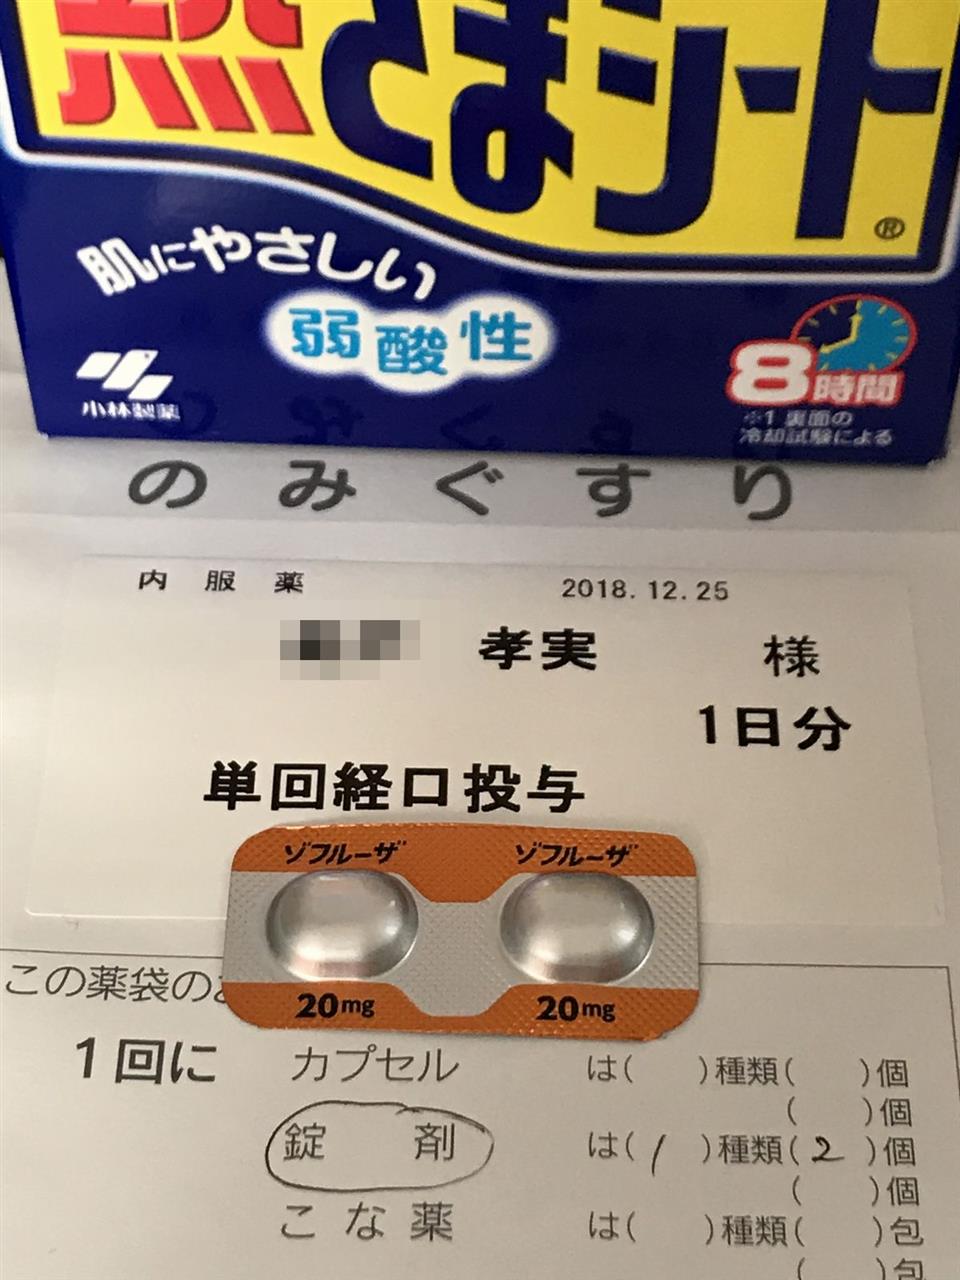 熱さまシート®
肌にやさしい
弱酸性
小林製薬
8時間
※1 裏面の
冷却試験による
のみぐすり
内服薬 2018.12.25
孝実 様
1日分
単回経口投与
ゾフルーザ ゾフルーザ
20mg 20mg
この薬袋の
1回に カプセル は( )種類( )個
( )個
錠剤 は(1)種類(2)個
( )個
こな薬 は( )種類( )包
( )包